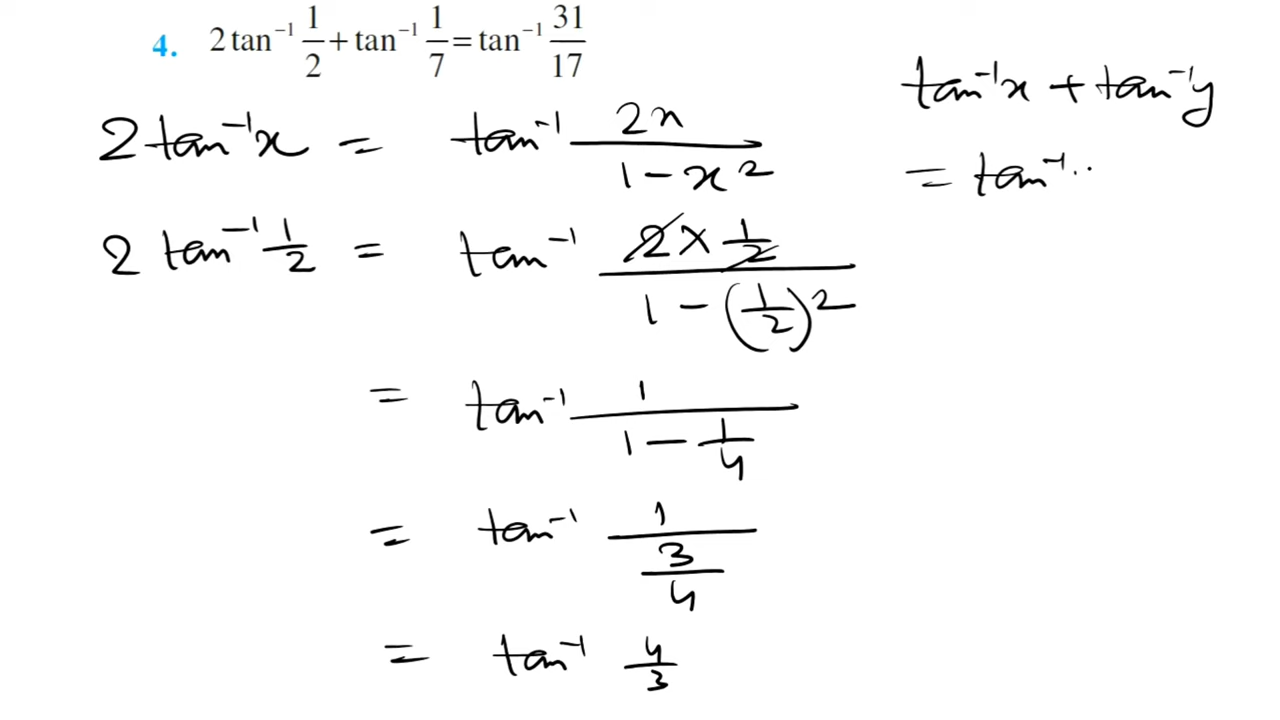 4. 2 tan⁻¹ 1/2 + tan⁻¹ 1/7 = tan⁻¹ 31/17
tan⁻¹x + tan⁻¹y
= tan⁻¹..
2 tan⁻¹x = tan⁻¹ 2x/(1-x²)
2 tan⁻¹ 1/2 = tan⁻¹ (2 × 1/2)/(1 - (1/2)²)
= tan⁻¹ 1/(1 - 1/4)
= tan⁻¹ 1/(3/4)
= tan⁻¹ 4/3